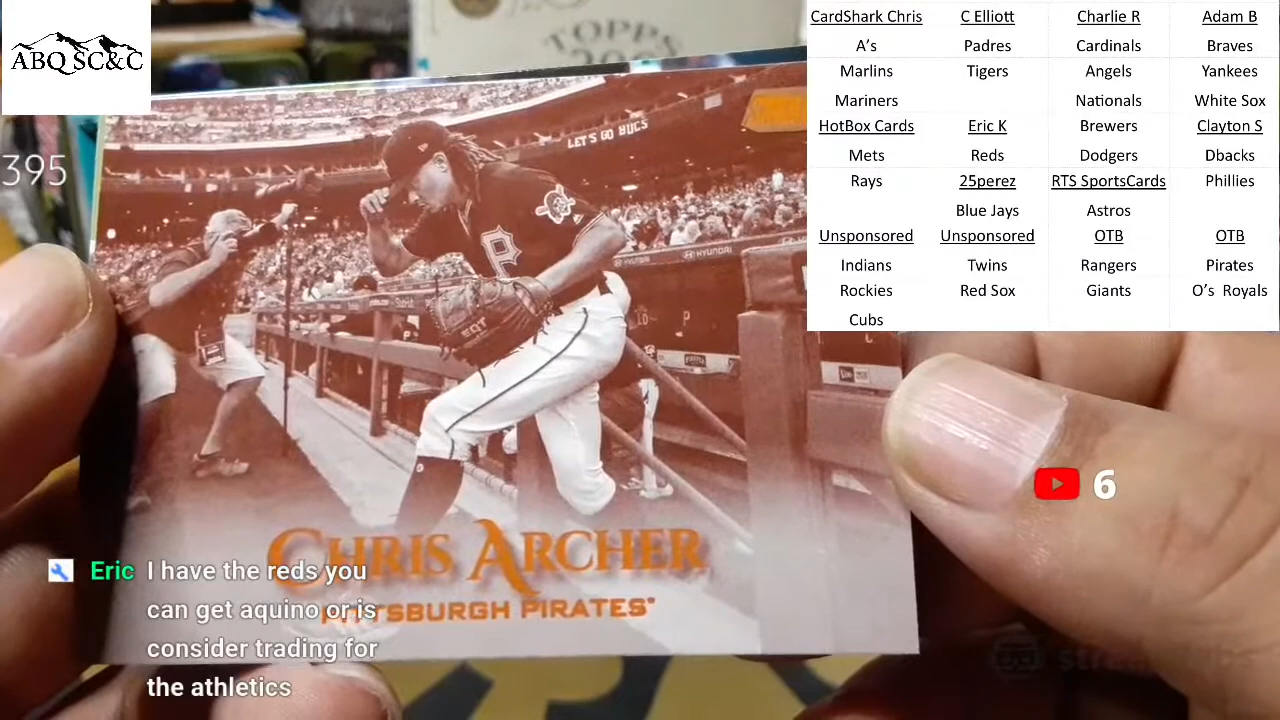 ABQ SC&C
395
TOPPS
LET'S GO BUCS
HYUNDAI
HYUNDAI
P
EQT
CHRIS ARCHER
PITTSBURGH PIRATES
Eric I have the reds you
can get aquino or is
consider trading for
the athletics
6
CardShark Chris C Elliott Charlie R Adam B
A's Padres Cardinals Braves
Marlins Tigers Angels Yankees
Mariners Nationals White Sox
HotBox Cards Eric K Brewers Clayton S
Mets Reds Dodgers Dbacks
Rays 25perez RTS SportsCards Phillies
Blue Jays Astros
Unsponsored Unsponsored OTB OTB
Indians Twins Rangers Pirates
Rockies Red Sox Giants O's Royals
Cubs